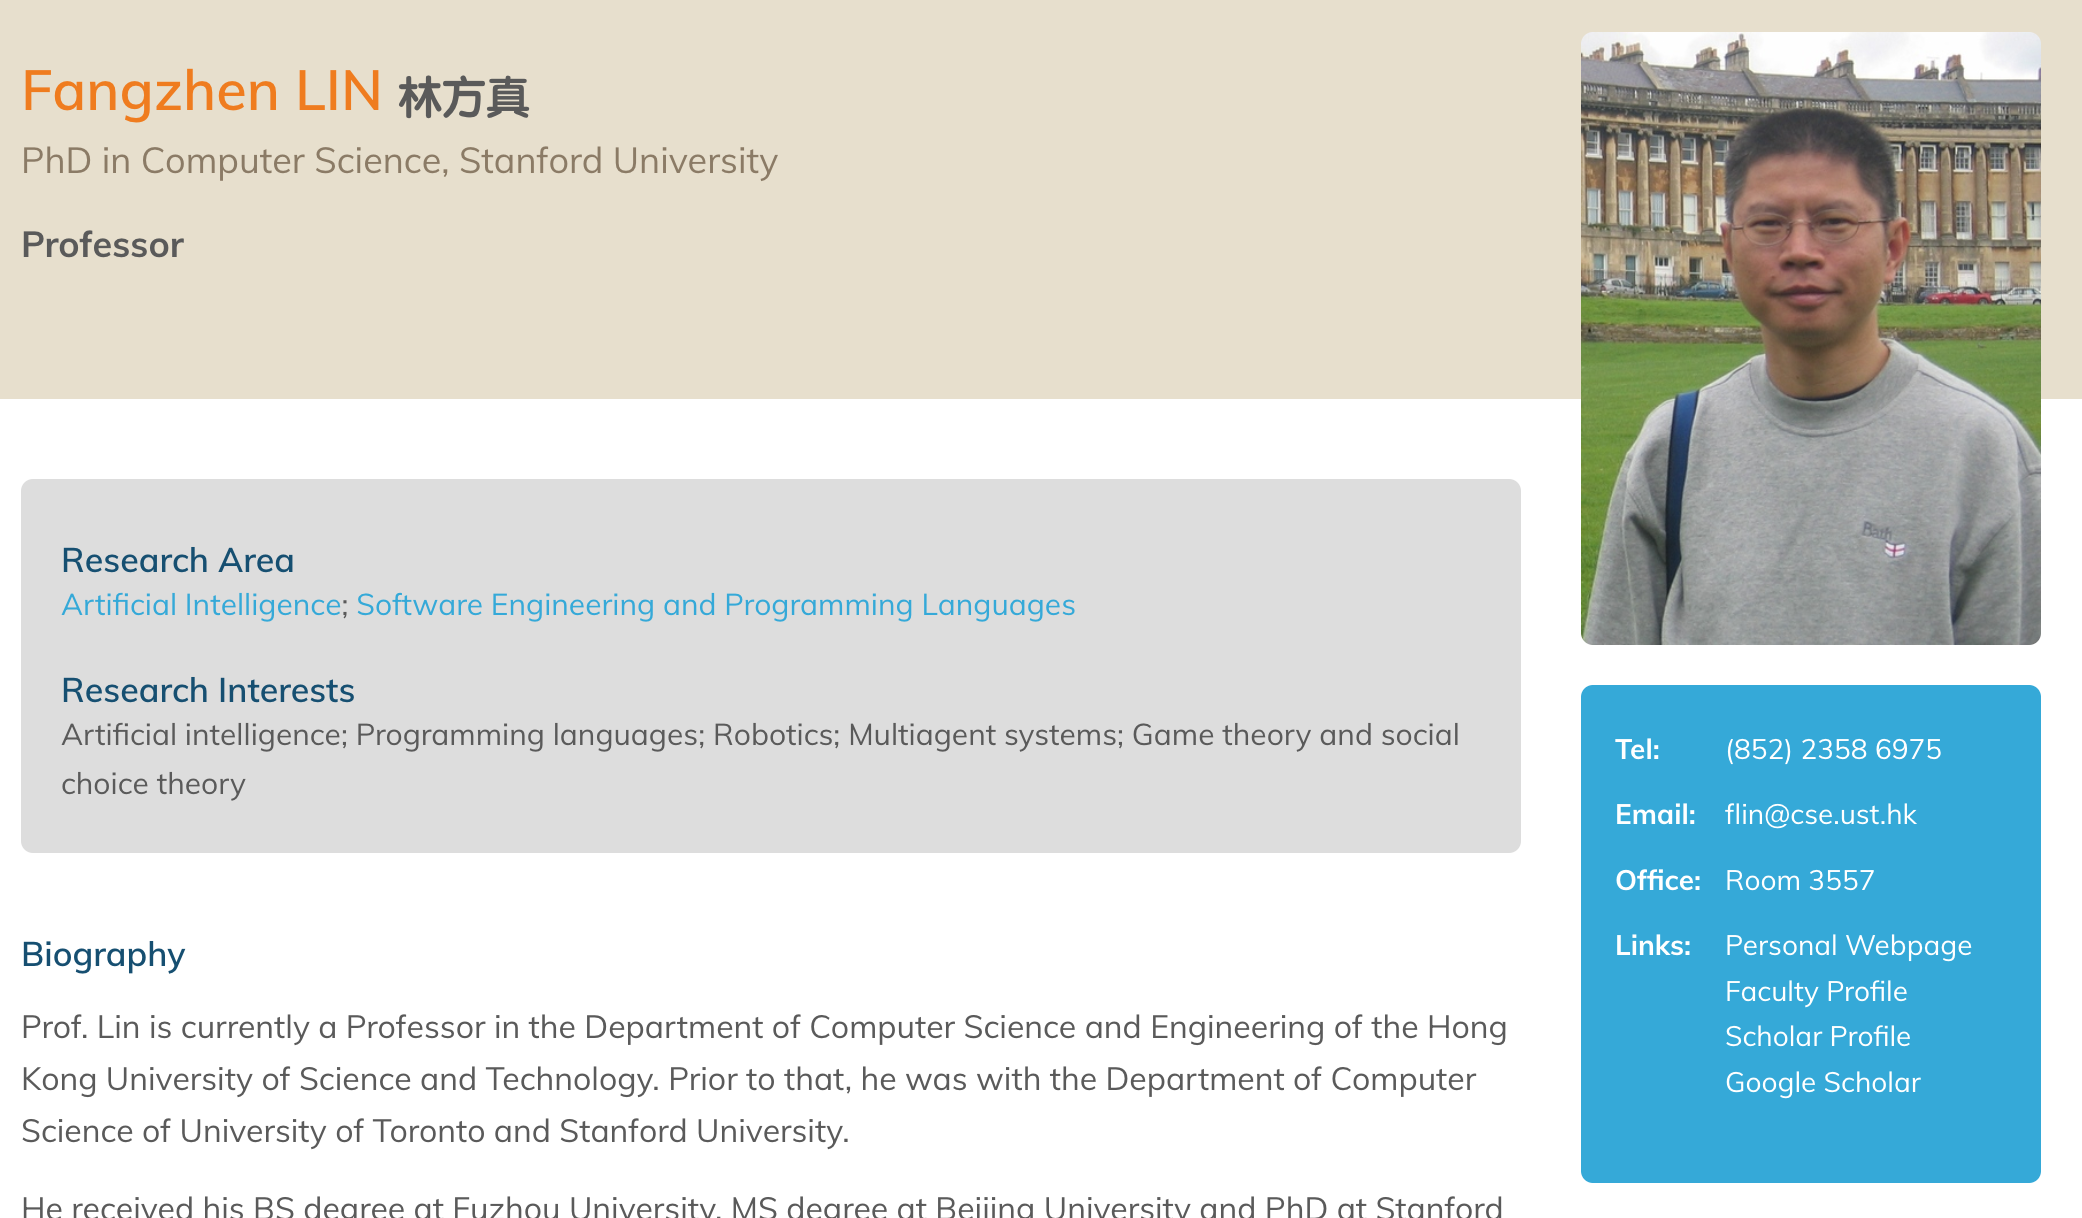 Fangzhen LIN 林方真
PhD in Computer Science, Stanford University
Professor
Research Area
Artificial Intelligence; Software Engineering and Programming Languages
Research Interests
Artificial intelligence; Programming languages; Robotics; Multiagent systems; Game theory and social
choice theory
Biography
Prof. Lin is currently a Professor in the Department of Computer Science and Engineering of the Hong
Kong University of Science and Technology. Prior to that, he was with the Department of Computer
Science of University of Toronto and Stanford University.
He received his BS degree at Fuzhou University, MS degree at Beijing University and PhD at Stanford
Bath
Tel: (852) 2358 6975
Email: flin@cse.ust.hk
Office: Room 3557
Links: Personal Webpage
Faculty Profile
Scholar Profile
Google Scholar